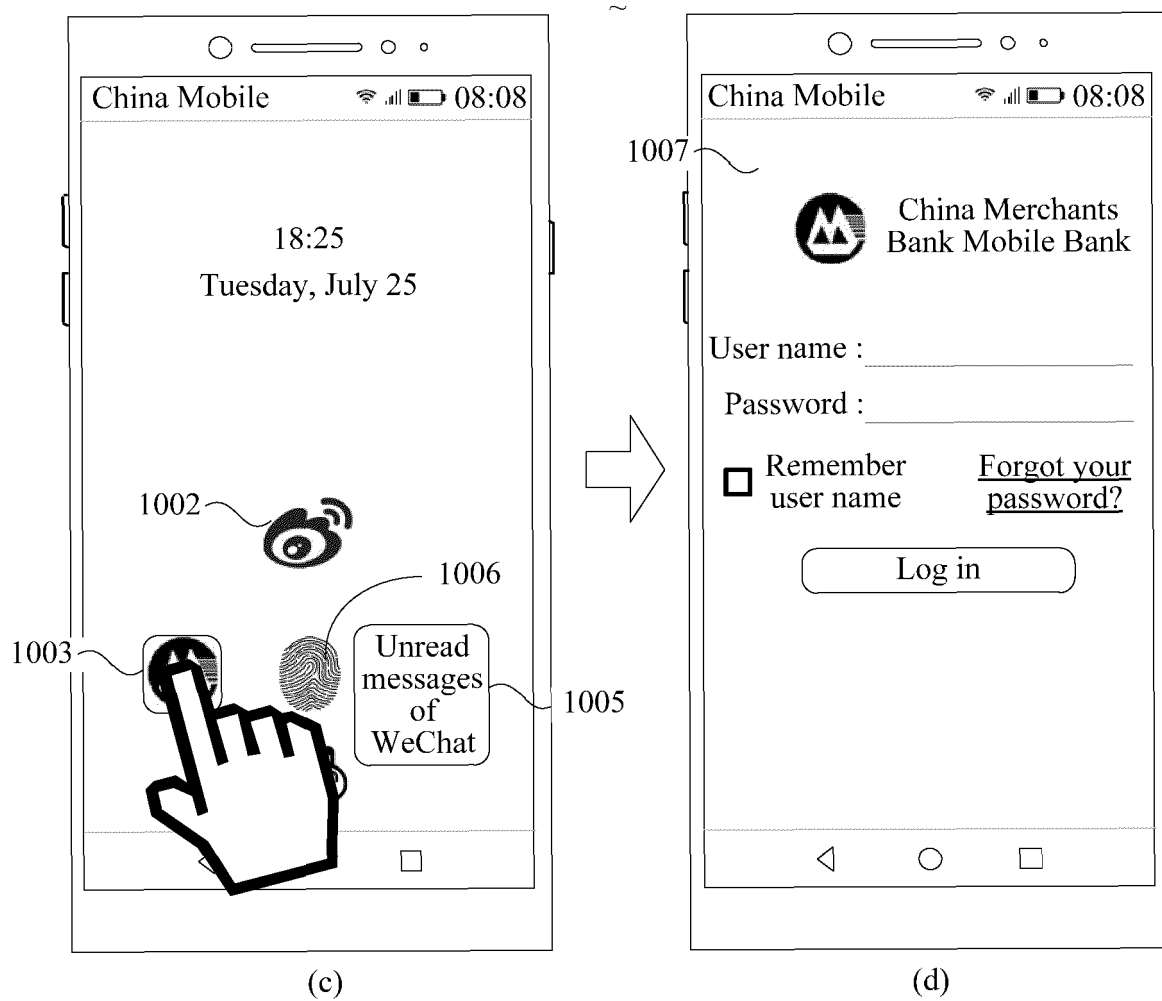 China Mobile 08:08
18:25
Tuesday, July 25
1002
1006
1003
Unread
messages
of
WeChat
1005
(c)
China Mobile 08:08
1007
China Merchants
Bank Mobile Bank
User name :
Password :
Remember
user name
Forgot your
password?
Log in
(d)